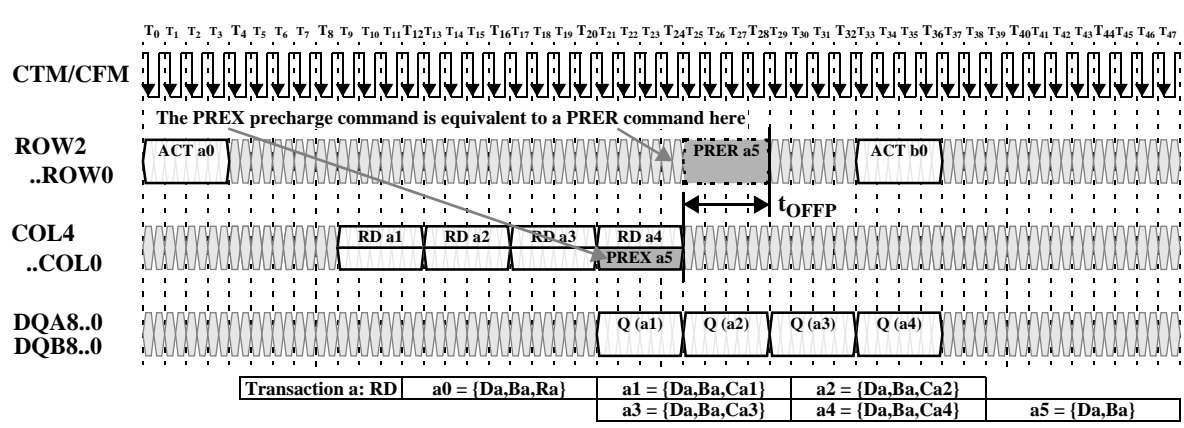 T0 T1 T2 T3 T4 T5 T6 T7 T8 T9 T10 T11 T12 T13 T14 T15 T16 T17 T18 T19 T20 T21 T22 T23 T24 T25 T26 T27 T28 T29 T30 T31 T32 T33 T34 T35 T36 T37 T38 T39 T40 T41 T42 T43 T44 T45 T46 T47
CTM/CFM
The PREX precharge command is equivalent to a PRER command here
ROW2
..ROW0
ACT a0
PRER a5
ACT b0
tOFFP
COL4
..COL0
RD a1
RD a2
RD a3
RD a4
PREX a5
DQA8..0
DQB8..0
Q (a1)
Q (a2)
Q (a3)
Q (a4)
Transaction a: RD
a0 = {Da,Ba,Ra}
a1 = {Da,Ba,Ca1}
a2 = {Da,Ba,Ca2}
a3 = {Da,Ba,Ca3}
a4 = {Da,Ba,Ca4}
a5 = {Da,Ba}